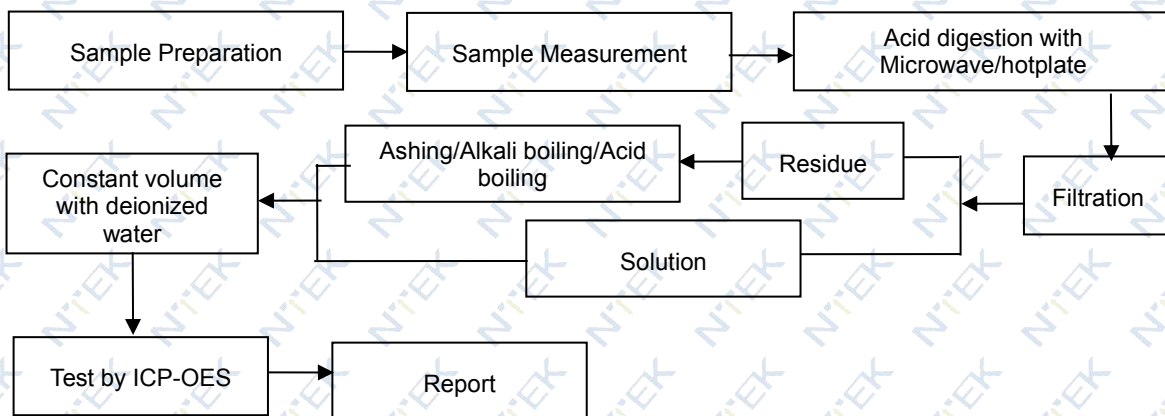 Sample Preparation
Sample Measurement
Acid digestion with
Microwave/hotplate
Filtration
Residue
Ashing/Alkali boiling/Acid
boiling
Solution
Constant volume
with deionized
water
Test by ICP-OES
Report
NTEK